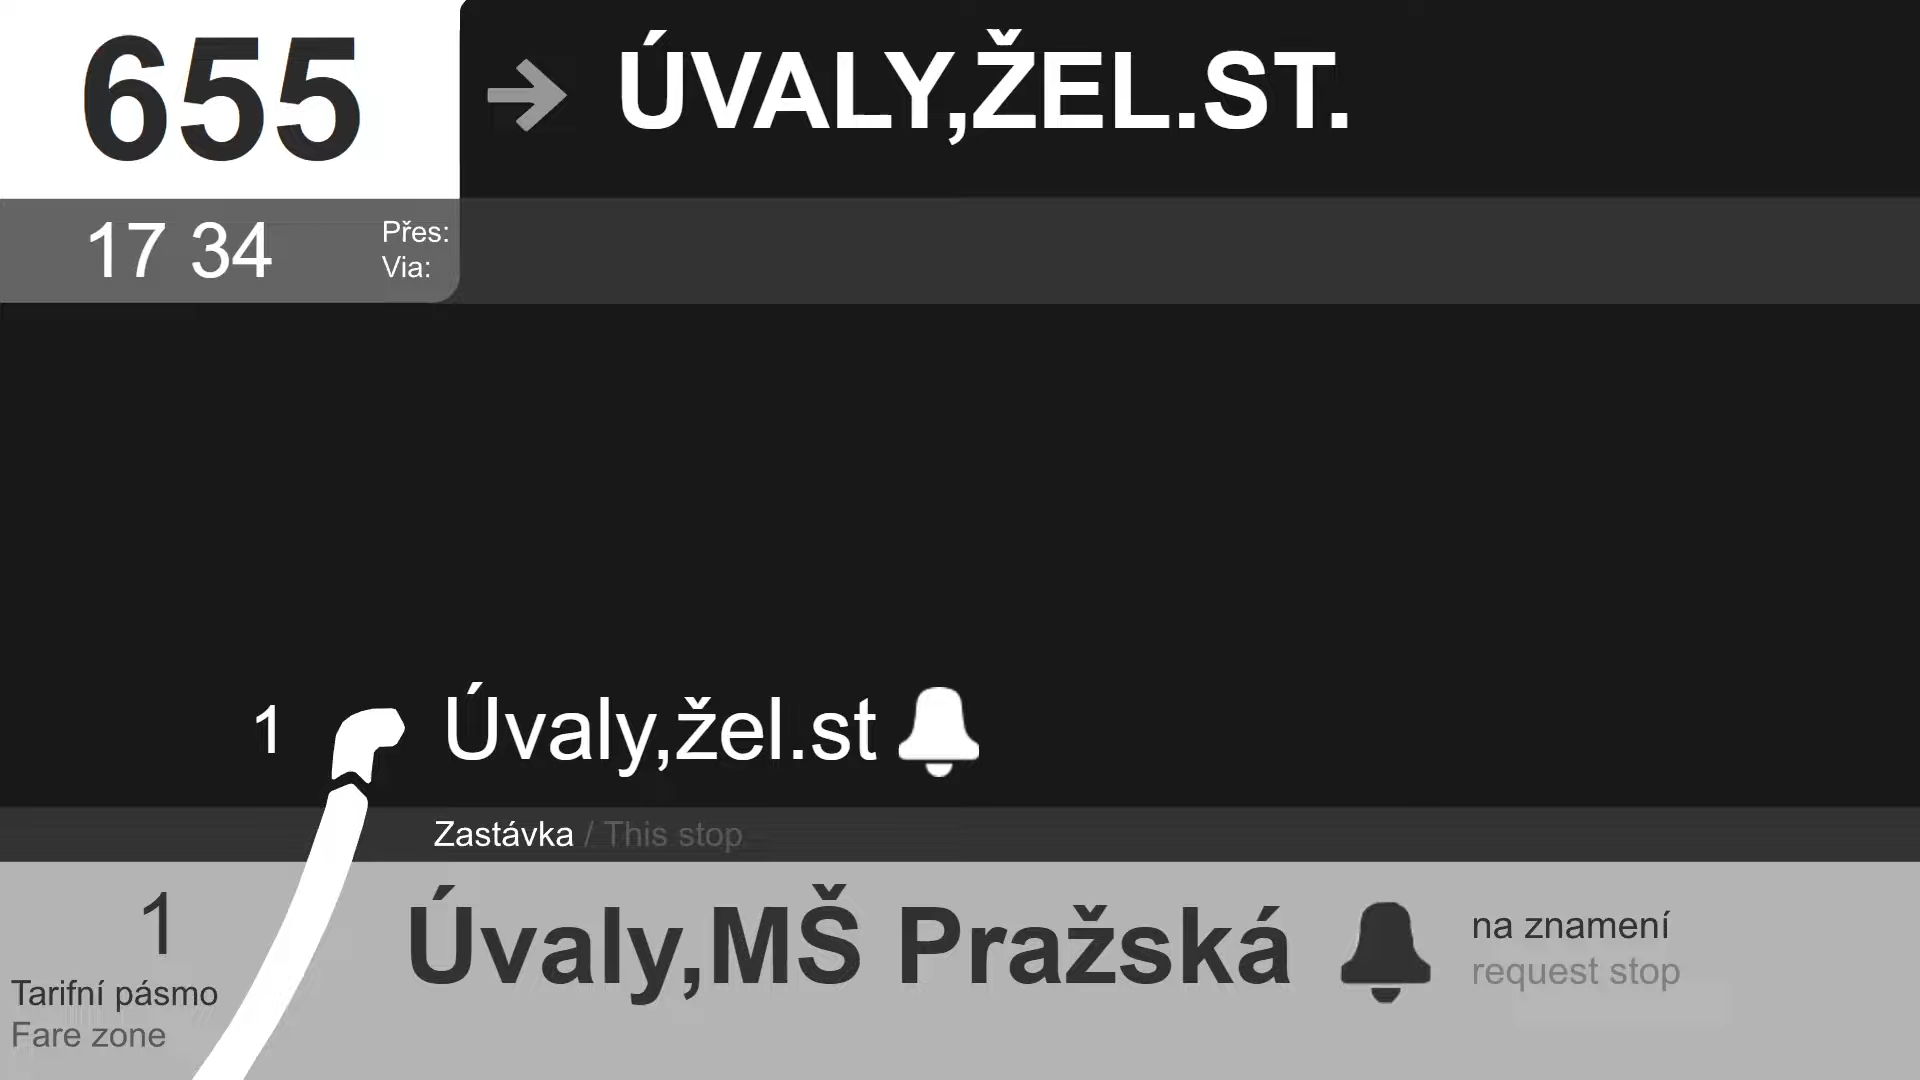 655
ÚVALY,ŽEL.ST.
17 34
Přes:
Via:
1
Úvaly,žel.st
Zastávka / This stop
1
Úvaly,MŠ Pražská
na znamení
request stop
Tarifní pásmo
Fare zone